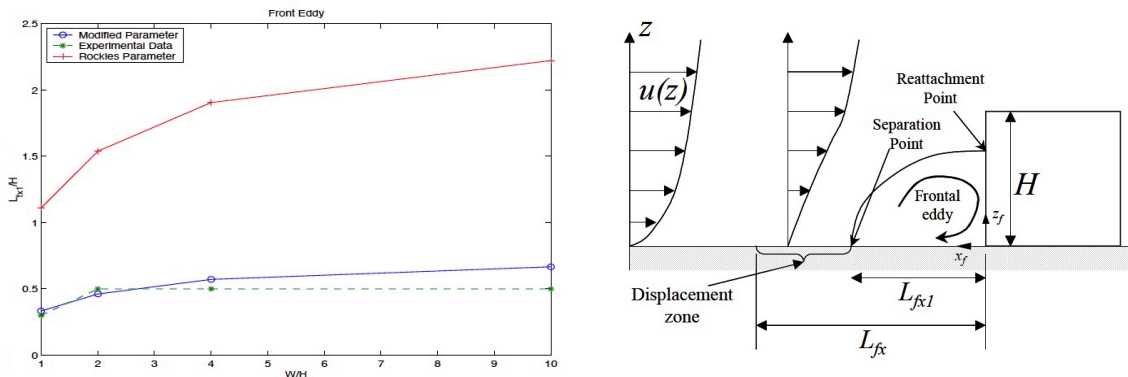 Front Eddy
2.5
Modified Parameter
Experimental Data
Rockles Parameter
2
1.5
1
0.5
0
L_fx1/H
1 2 3 4 5 6 7 8 9 10
W/H
z
u(z)
Reattachment
Point
Separation
Point
H
Frontal
eddy
z_f
x_f
Displacement
zone
L_fx1
L_fx